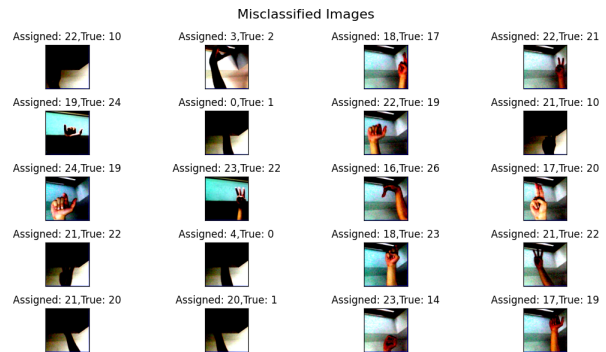 Misclassified Images
Assigned: 22,True: 10
Assigned: 3,True: 2
Assigned: 18,True: 17
Assigned: 22,True: 21
Assigned: 19,True: 24
Assigned: 0,True: 1
Assigned: 22,True: 19
Assigned: 21,True: 10
Assigned: 24,True: 19
Assigned: 23,True: 22
Assigned: 16,True: 26
Assigned: 17,True: 20
Assigned: 21,True: 22
Assigned: 4,True: 0
Assigned: 18,True: 23
Assigned: 21,True: 22
Assigned: 21,True: 20
Assigned: 20,True: 1
Assigned: 23,True: 14
Assigned: 17,True: 19